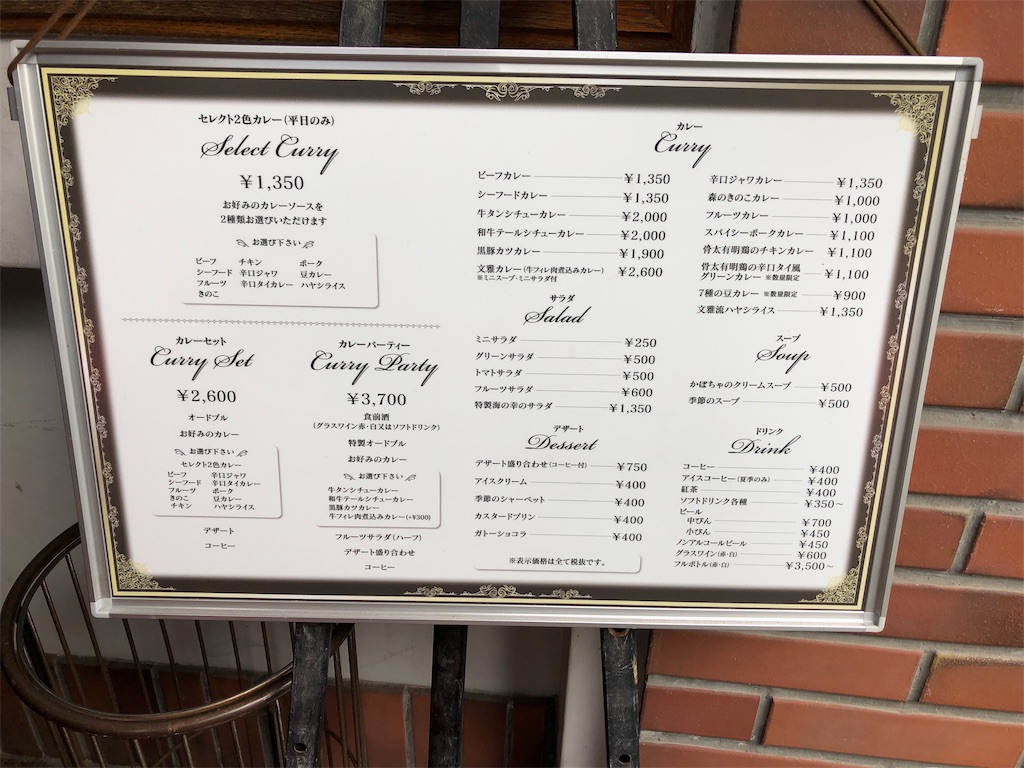 セレクト2色カレー(平日のみ)
Select Curry
¥1,350
お好みのカレーソースを
2種類お選びいただけます
お選び下さい
ビーフ チキン ポーク
シーフード 辛口ジャワ 豆カレー
フルーツ 辛口タイカレー ハヤシライス
きのこ
カレーセット
Curry Set
¥2,600
オードブル
お好みのカレー
お選び下さい
セレクト2色カレー
ビーフ 辛口ジャワ
シーフード 辛口タイカレー
フルーツ ポーク
きのこ 豆カレー
チキン ハヤシライス
デザート
コーヒー
カレーパーティー
Curry Party
¥3,700
食前酒
(グラスワイン赤・白又はソフトドリンク)
特製オードブル
お好みのカレー
お選び下さい
牛タンシチューカレー
和牛テールシチューカレー
黒豚カツカレー
牛フィレ肉煮込みカレー(+¥300)
フルーツサラダ(ハーフ)
デザート盛り合わせ
コーヒー
カレー
Curry
ビーフカレー ¥1,350
シーフードカレー ¥1,350
牛タンシチューカレー ¥2,000
和牛テールシチューカレー ¥2,000
黒豚カツカレー ¥1,900
文雅カレー(牛フィレ肉煮込みカレー) ¥2,600
※ミニスープ・ミニサラダ付
辛口ジャワカレー ¥1,350
森のきのこカレー ¥1,000
フルーツカレー ¥1,000
スパイシーポークカレー ¥1,100
骨太有明鶏のチキンカレー ¥1,100
骨太有明鶏の辛口タイ風
グリーンカレー ※数量限定 ¥1,100
7種の豆カレー ※数量限定 ¥900
文雅流ハヤシライス ¥1,350
サラダ
Salad
ミニサラダ ¥250
グリーンサラダ ¥500
トマトサラダ ¥500
フルーツサラダ ¥600
特製海の幸のサラダ ¥1,350
スープ
Soup
かぼちゃのクリームスープ ¥500
季節のスープ ¥500
デザート
Dessert
デザート盛り合わせ(コーヒー付) ¥750
アイスクリーム ¥400
季節のシャーベット ¥400
カスタードプリン ¥400
ガトーショコラ ¥400
※表示価格は全て税抜です。
ドリンク
Drink
コーヒー ¥400
アイスコーヒー(夏季のみ) ¥400
紅茶 ¥400
ソフトドリンク各種 ¥350~
ビール
中びん ¥700
小びん ¥450
ノンアルコールビール ¥450
グラスワイン(赤・白) ¥600
フルボトル(赤・白) ¥3,500~